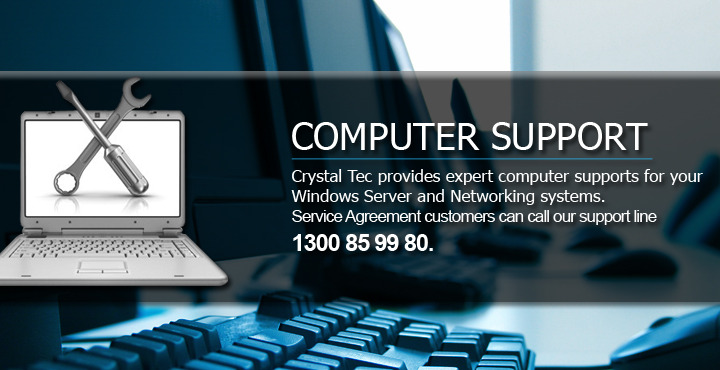 COMPUTER SUPPORT
Crystal Tec provides expert computer supports for your
Windows Server and Networking systems.
Service Agreement customers can call our support line
1300 85 99 80.